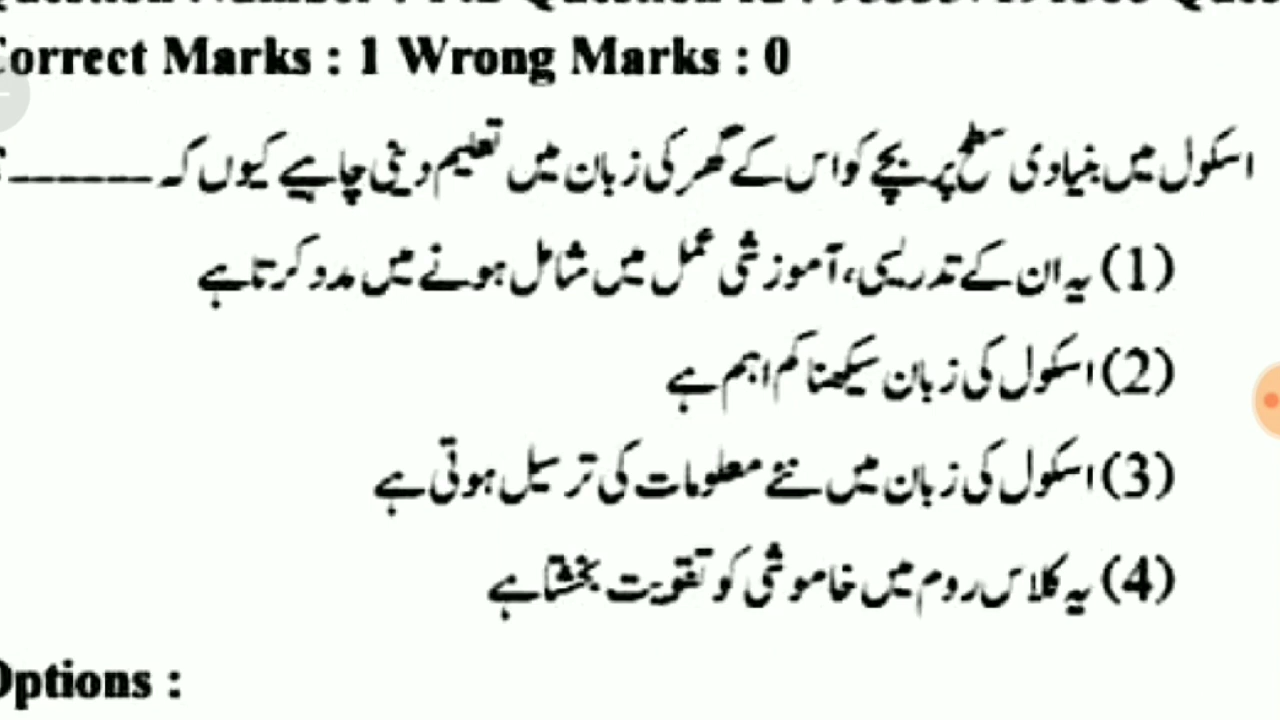 Correct Marks : 1 Wrong Marks : 0
اسکول میں بنیادی سطح پر بچے کو اس کے گھر کی زبان میں تعلیم دینی چاہیے کیوں کہ ________
(1) یہ ان کے تدریسی، آموزشی عمل میں شامل ہونے میں مدد کرتا ہے
(2) اسکول کی زبان سیکھنا کم اہم ہے
(3) اسکول کی زبان میں نئے معلومات کی ترسیل ہوتی ہے
(4) یہ کلاس روم میں خاموشی کو تقویت بخشتا ہے
Options :